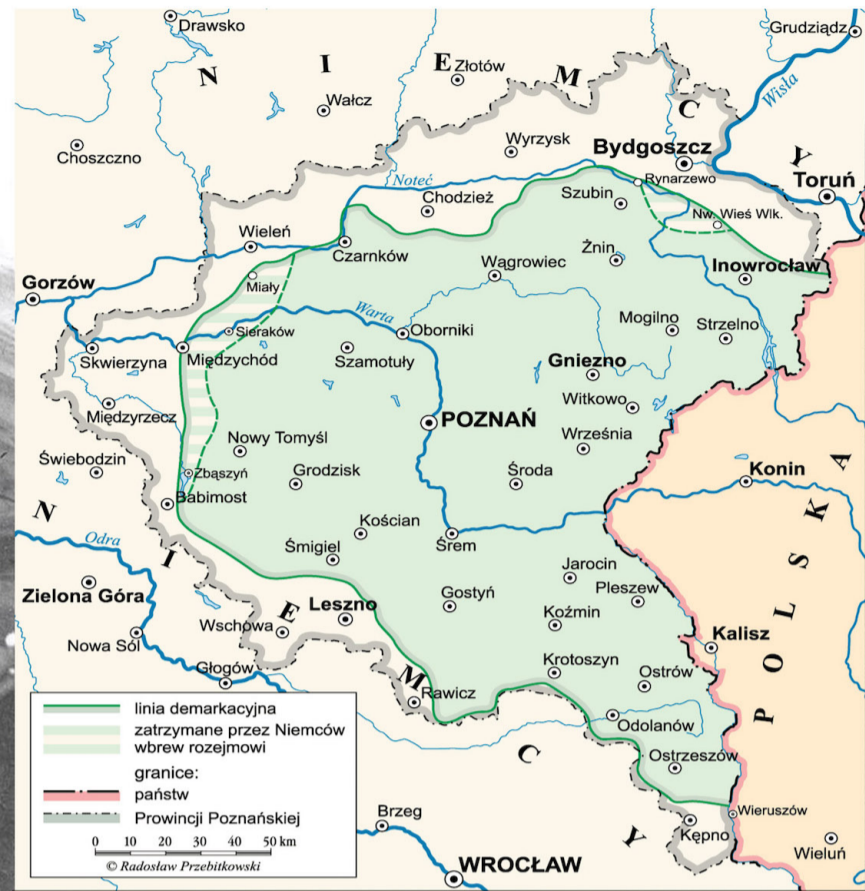 Drawsko
Grudziądz
NIEMCY
Złotów
Wałcz
Wisła
Choszczno
Wyrzysk
Bydgoszcz
Noteć
Rynarzewo
Toruń
Chodzież
Szubin
Nw. Wieś Wlk.
Wieleń
Czarnków
Żnin
Miały
Wągrowiec
Inowrocław
Gorzów
Warta
Sieraków
Oborniki
Mogilno
Strzelno
Skwierzyna
Międzychód
Szamotuły
Gniezno
Międzyrzecz
Witkowo
POZNAŃ
Nowy Tomyśl
Września
Świebodzin
Zbąszyń
Grodzisk
Środa
Konin
Babimost
NIEMCY
POLSKA
Odra
Kościan
Śrem
Śmigiel
Jarocin
Zielona Góra
Pleszew
Leszno
Gostyń
Wschowa
Koźmin
Nowa Sól
Kalisz
Krotoszyn
Głogów
Ostrów
Rawicz
Odolanów
Ostrzeszów
Wieruszów
Brzeg
Kępno
Wieluń
WROCŁAW
linia demarkacyjna
zatrzymane przez Niemców
wbrew rozejmowi
granice:
państw
Prowincji Poznańskiej
0 10 20 30 40 50 km
© Radosław Przebitkowski